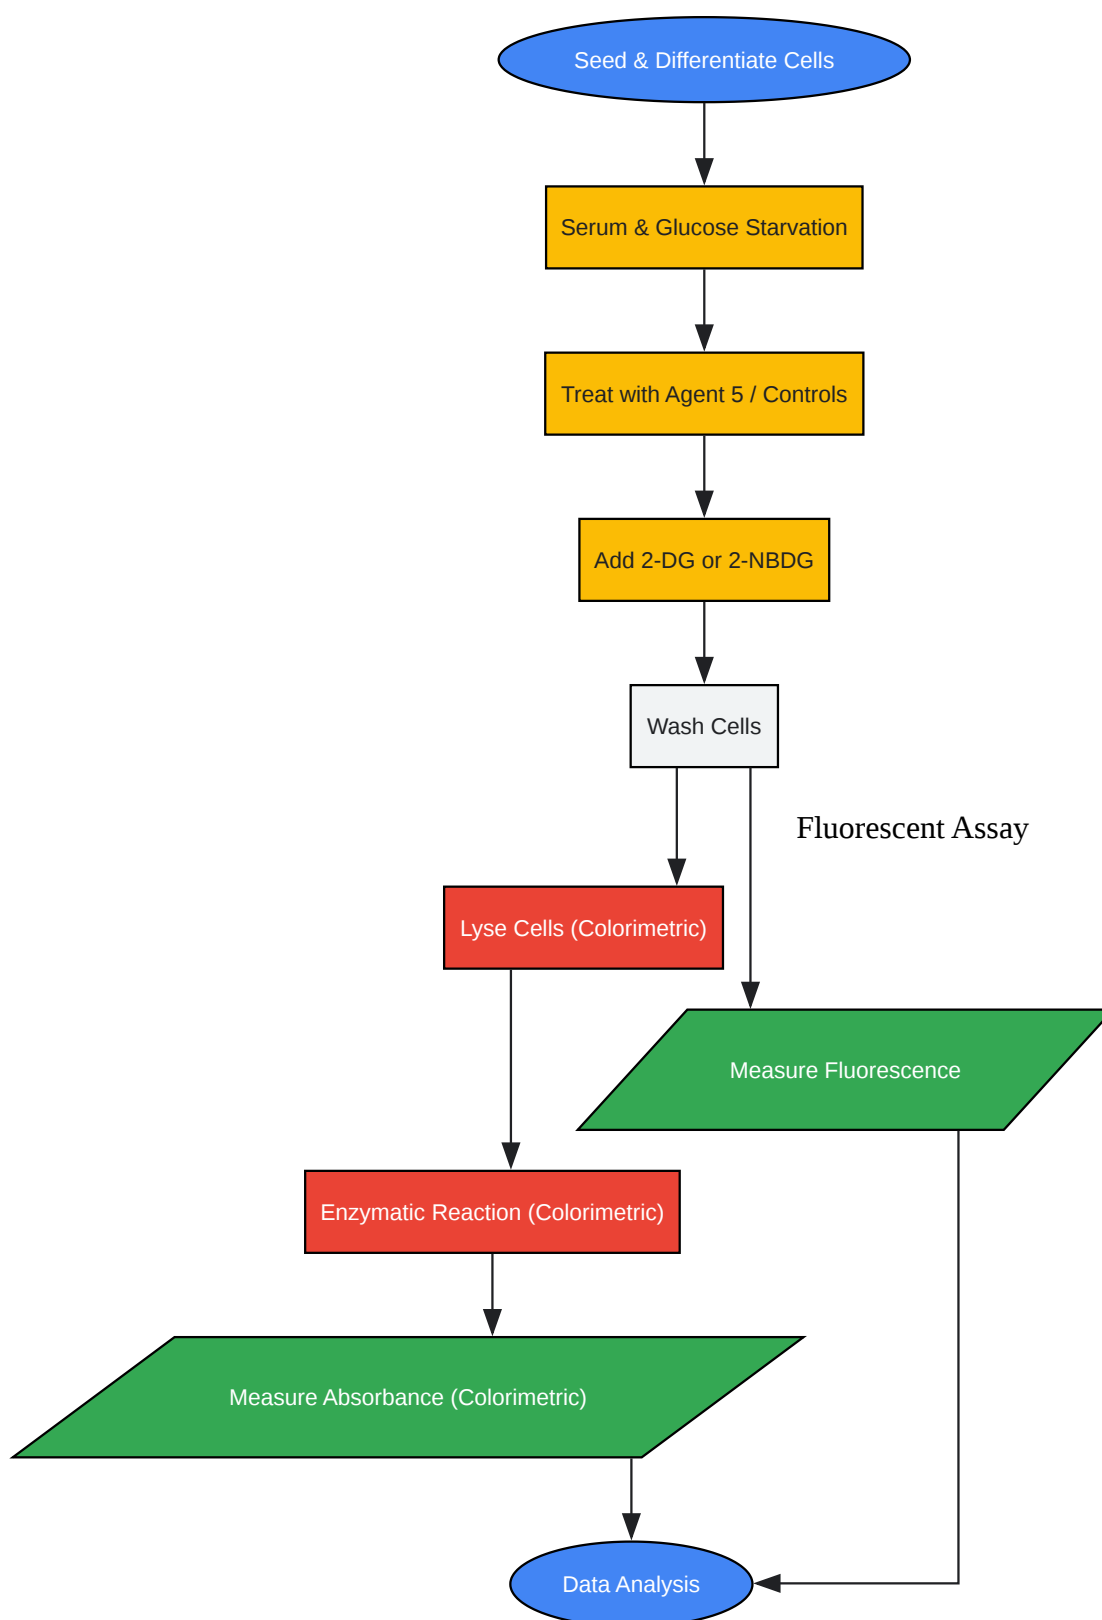 Seed & Differentiate Cells
Serum & Glucose Starvation
Treat with Agent 5 / Controls
Add 2-DG or 2-NBDG
Wash Cells
Fluorescent Assay
Lyse Cells (Colorimetric)
Measure Fluorescence
Enzymatic Reaction (Colorimetric)
Measure Absorbance (Colorimetric)
Data Analysis